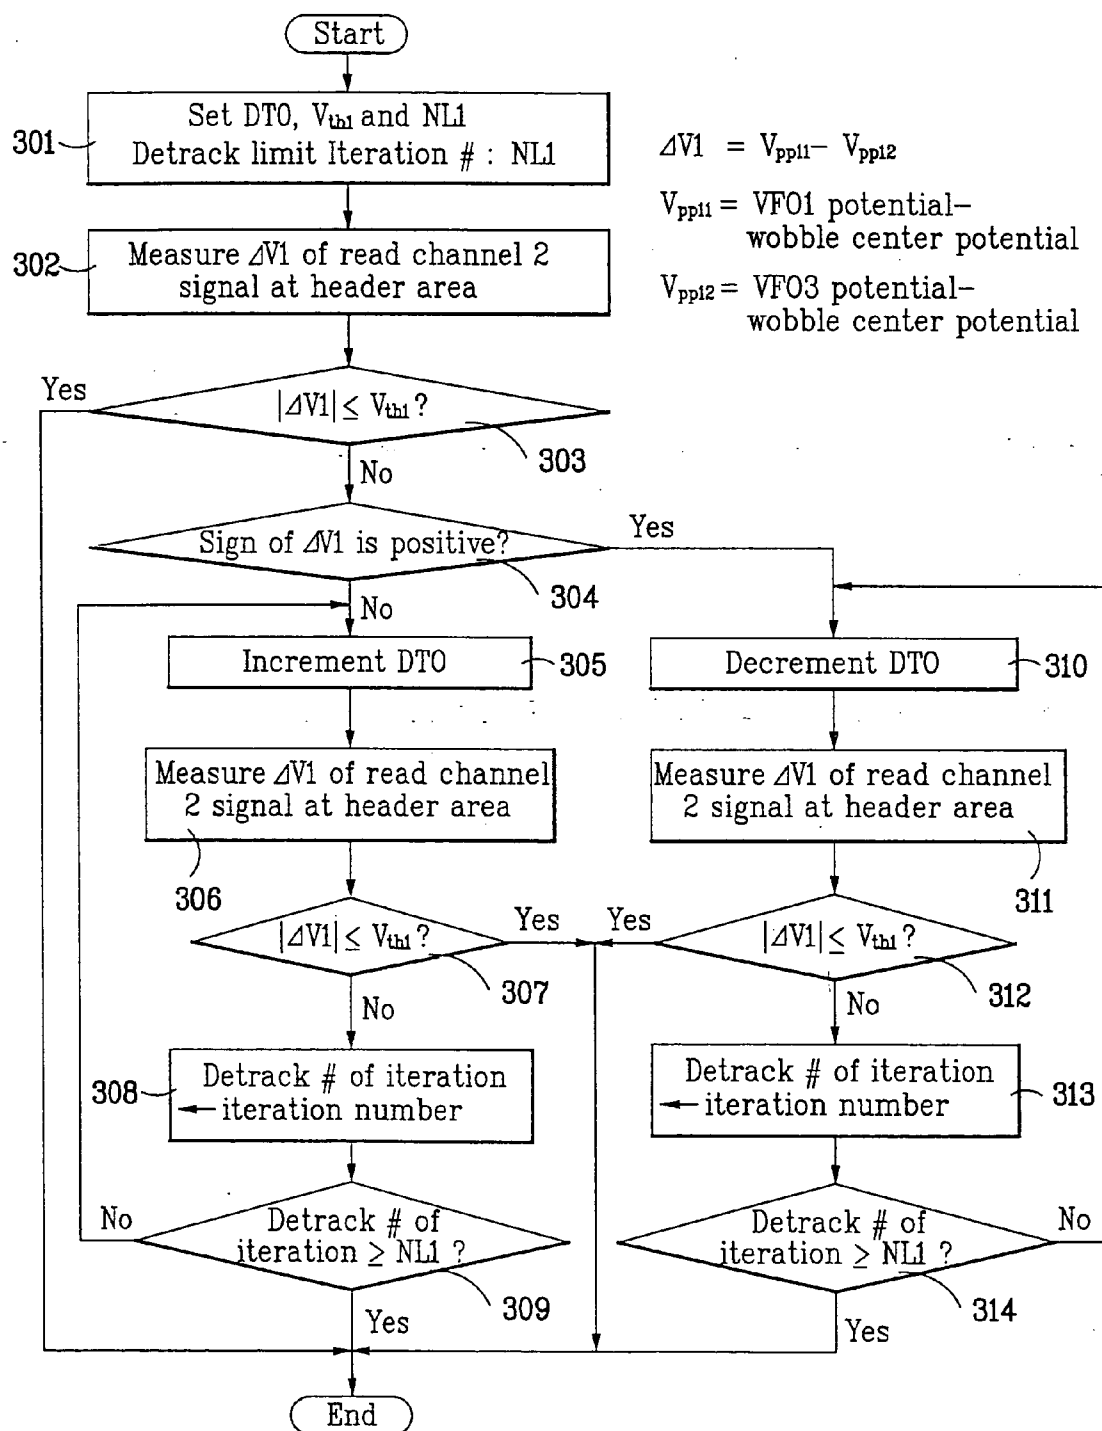 Start
Set DTO, Vth1 and NL1
Detrack limit Iteration # : NL1
301
ΔV1 = Vpp11 − Vpp12
Vpp11 = VFO1 potential−
wobble center potential
Vpp12 = VFO3 potential−
wobble center potential
Measure ΔV1 of read channel 2
signal at header area
302
Yes
|ΔV1| ≤ Vth1?
303
No
Sign of ΔV1 is positive?
Yes
304
No
Increment DTO
305
Decrement DTO
310
Measure ΔV1 of read channel
2 signal at header area
306
Measure ΔV1 of read channel
2 signal at header area
311
|ΔV1| ≤ Vth1?
Yes
307
No
Yes
|ΔV1| ≤ Vth1?
312
No
308
Detrack # of iteration
← iteration number
Detrack # of iteration
← iteration number
313
No
Detrack # of
iteration ≥ NL1 ?
309
Yes
Detrack # of
iteration ≥ NL1 ?
No
314
Yes
End